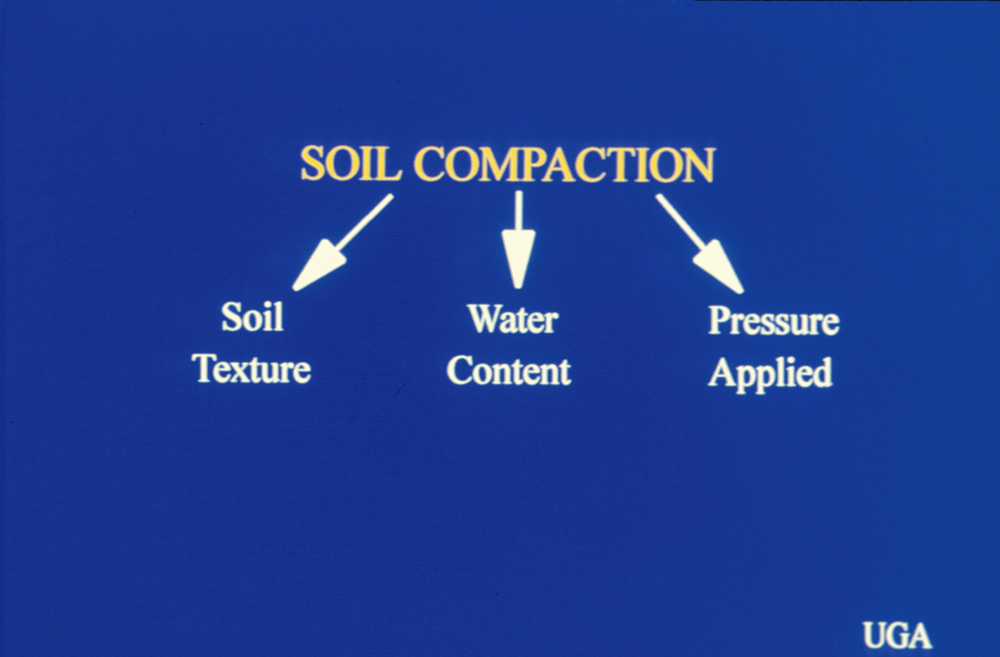 SOIL COMPACTION
Soil Texture
Water Content
Pressure Applied
UGA